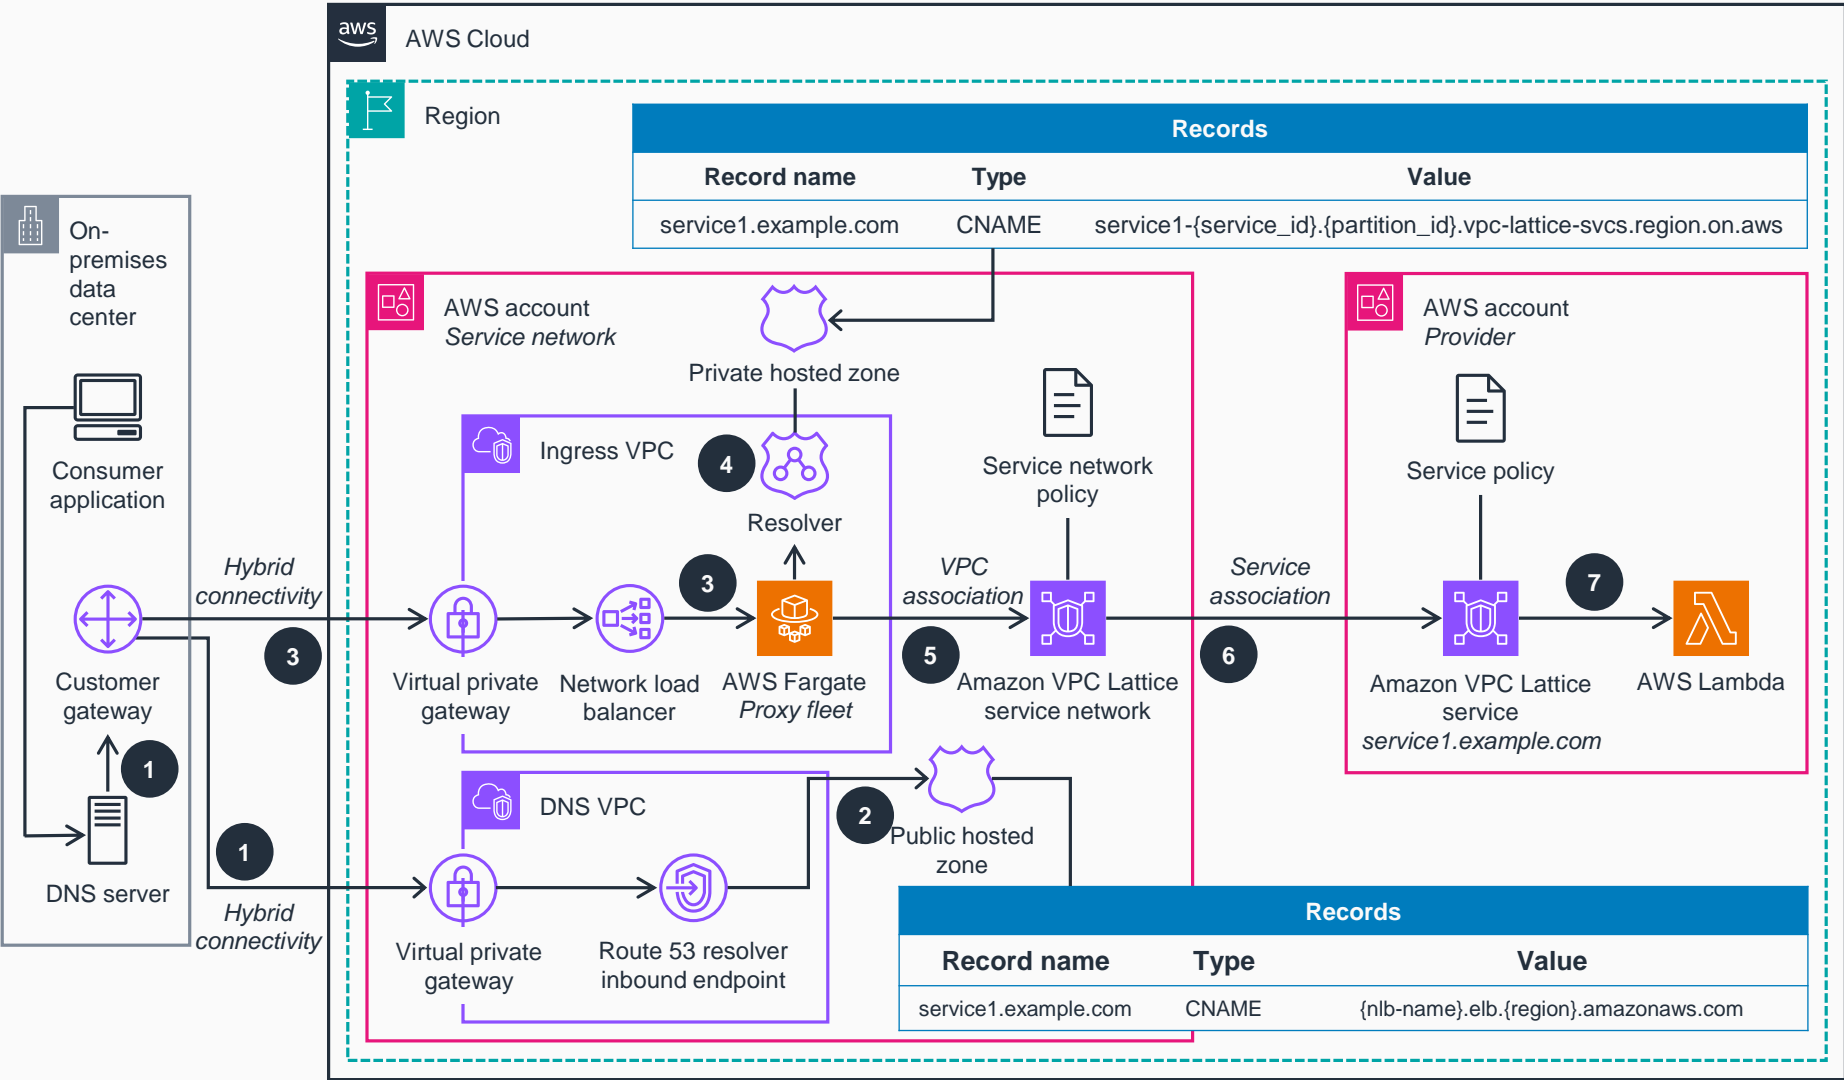 aws
AWS Cloud
Region
Records
Record name Type Value
service1.example.com CNAME service1-{service_id}.{partition_id}.vpc-lattice-svcs.region.on.aws
On-
premises
data
center
Consumer
application
Customer
gateway
1
DNS server
Hybrid
connectivity
3
1
Hybrid
connectivity
AWS account
Service network
Private hosted zone
Ingress VPC
4
Resolver
Virtual private
gateway
Network load
balancer
3
AWS Fargate
Proxy fleet
VPC
association
5
Service network
policy
Amazon VPC Lattice
service network
Service
association
6
AWS account
Provider
Service policy
Amazon VPC Lattice
service
service1.example.com
7
AWS Lambda
DNS VPC
Virtual private
gateway
Route 53 resolver
inbound endpoint
2
Public hosted
zone
Records
Record name Type Value
service1.example.com CNAME {nlb-name}.elb.{region}.amazonaws.com